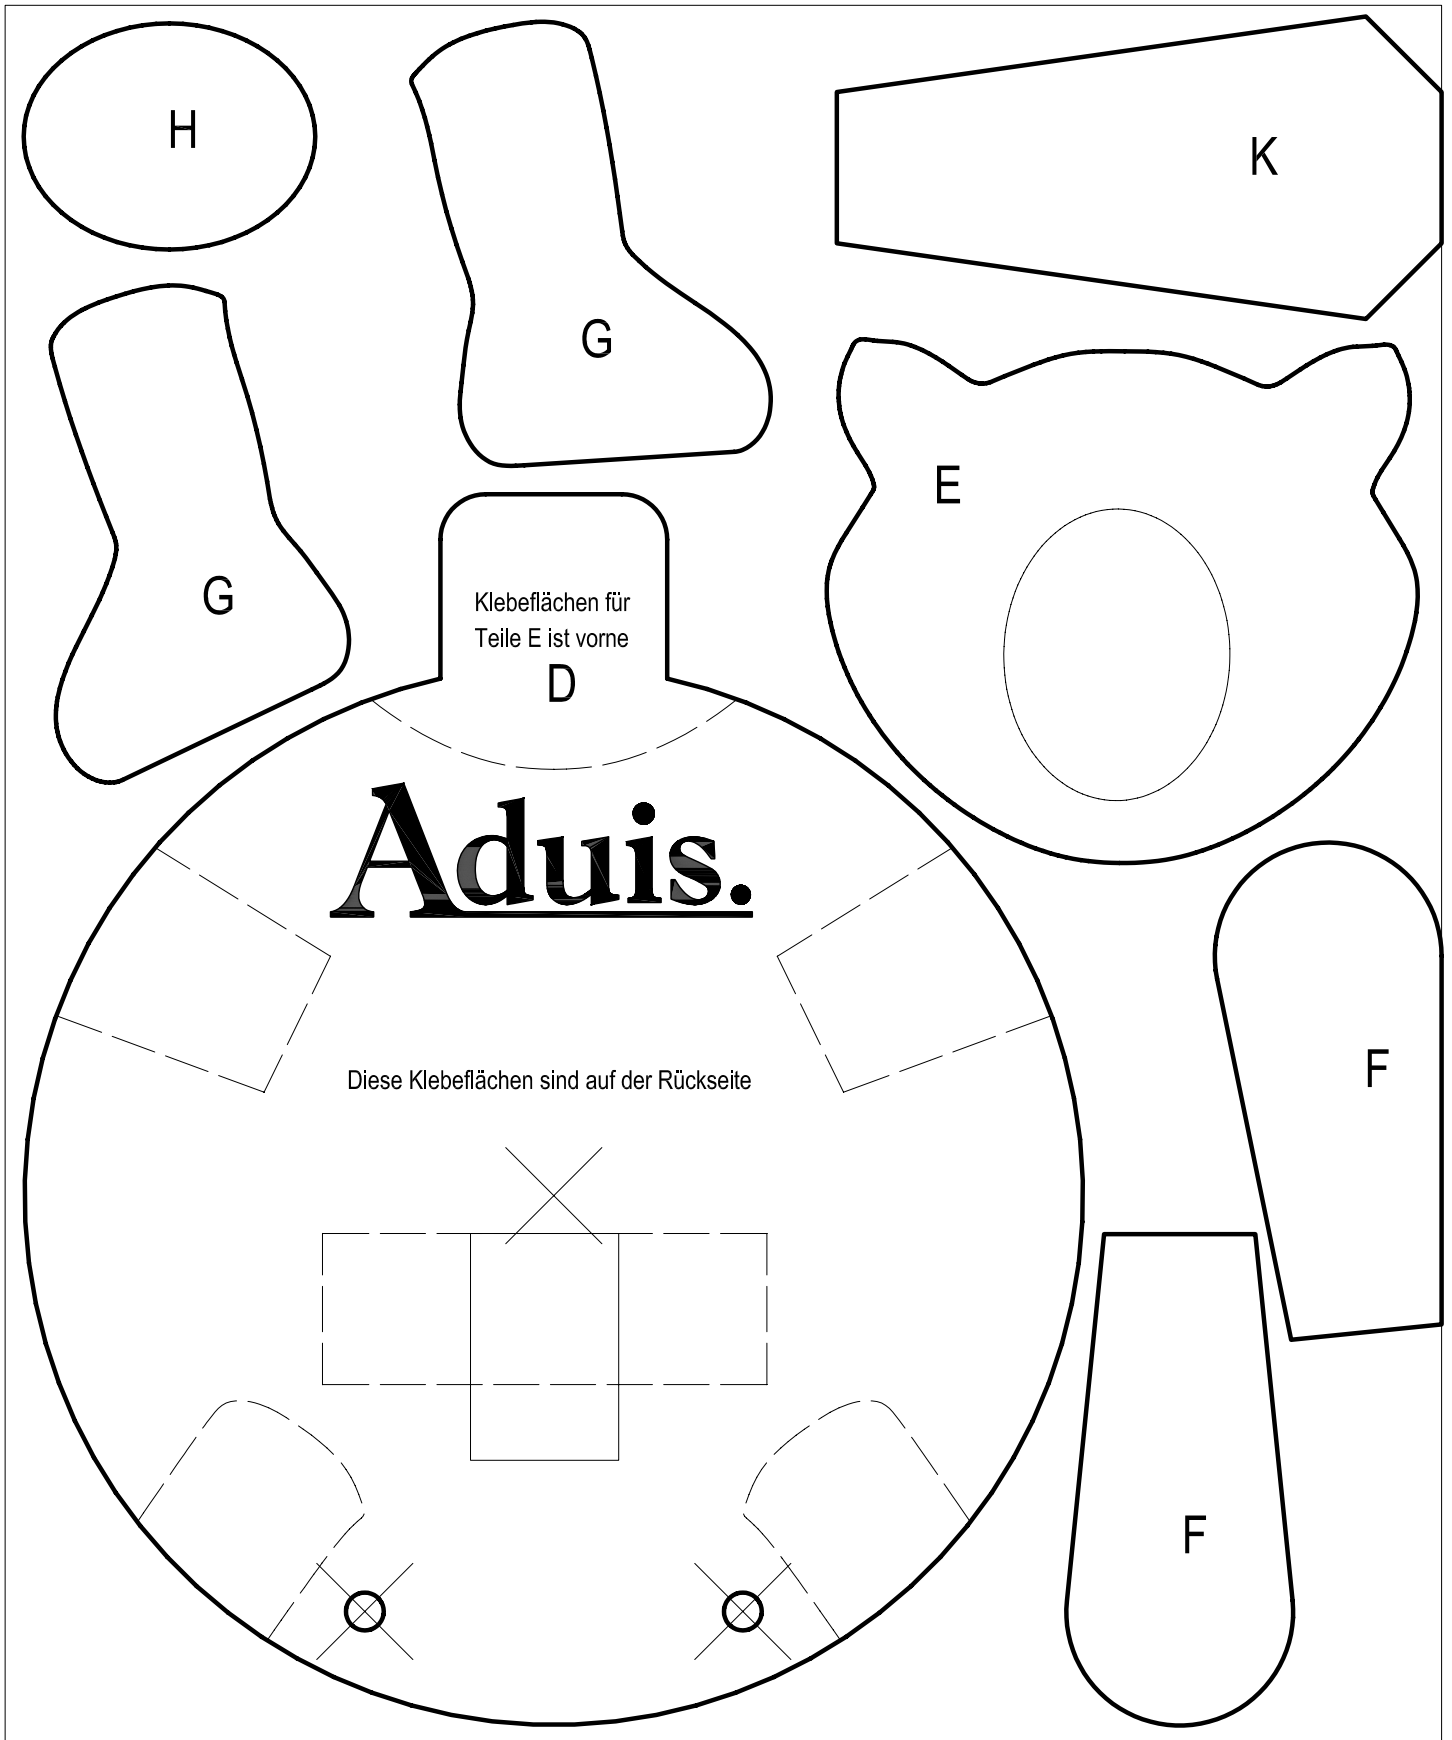 H
K
G
E
G
Klebeflächen für
Teile E ist vorne
D
Aduis.
Diese Klebeflächen sind auf der Rückseite
F
F